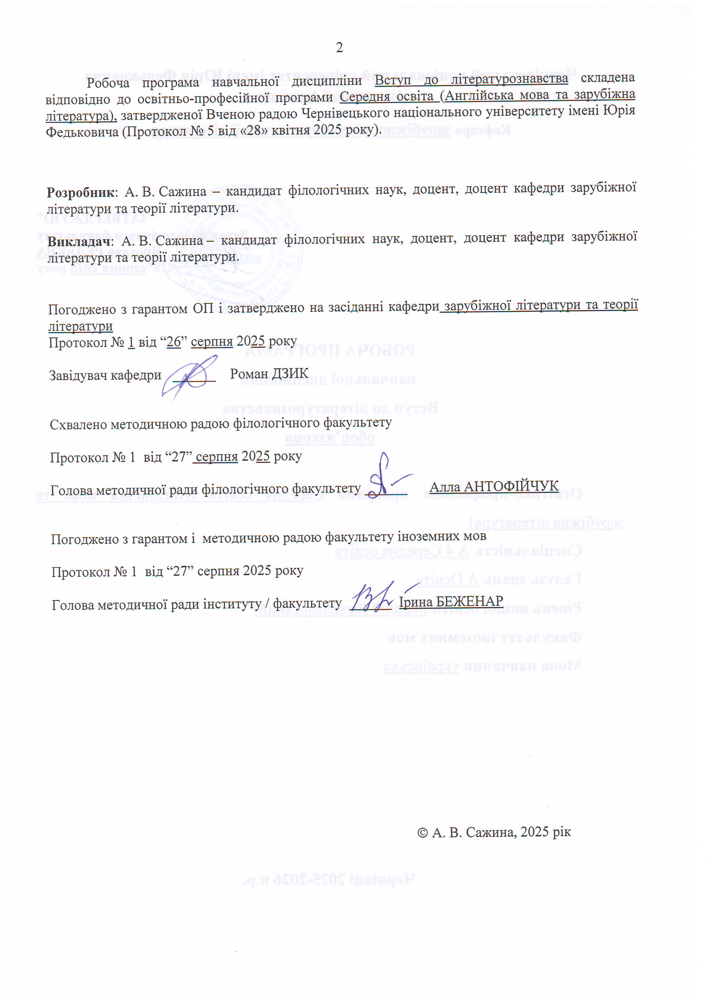 2
Робоча програма навчальної дисципліни Вступ до літературознавства складена
відповідно до освітньо-професійної програми Середня освіта (Англійська мова та зарубіжна
література), затвердженої Вченою радою Чернівецького національного університету імені Юрія
Федьковича (Протокол № 5 від «28» квітня 2025 року).
Розробник: А. В. Сажина – кандидат філологічних наук, доцент, доцент кафедри зарубіжної
літератури та теорії літератури.
Викладач: А. В. Сажина – кандидат філологічних наук, доцент, доцент кафедри зарубіжної
літератури та теорії літератури.
Погоджено з гарантом ОП і затверджено на засіданні кафедри зарубіжної літератури та теорії
літератури
Протокол № 1 від “26” серпня 2025 року
Завідувач кафедри ______ Роман ДЗИК
Схвалено методичною радою філологічного факультету
Протокол № 1 від “27” серпня 2025 року
Голова методичної ради філологічного факультету ______ Алла АНТОФІЙЧУК
Погоджено з гарантом і методичною радою факультету іноземних мов
Протокол № 1 від “27” серпня 2025 року
Голова методичної ради інституту / факультету ______ Ірина БЕЖЕНАР
© А. В. Сажина, 2025 рік